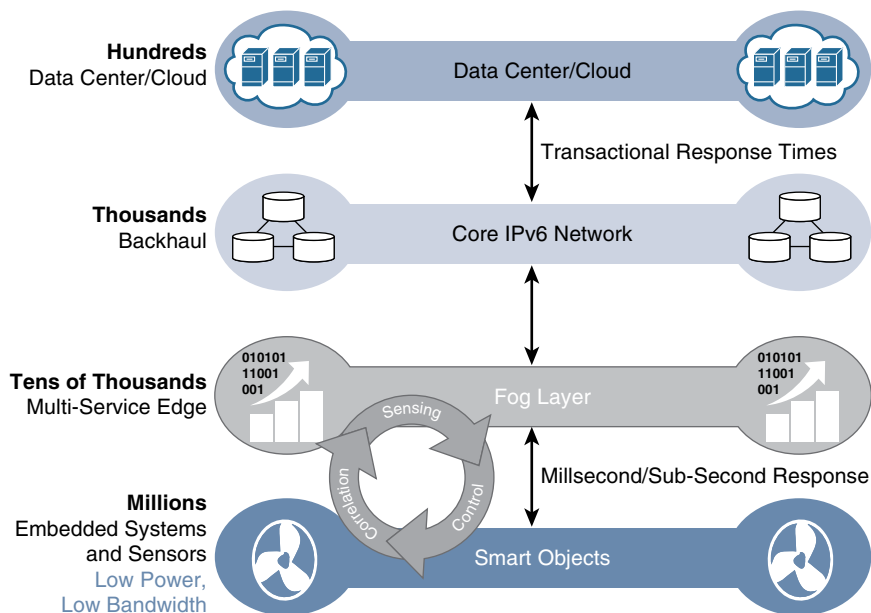 Hundreds
Data Center/Cloud
Data Center/Cloud
Transactional Response Times
Thousands
Backhaul
Core IPv6 Network
010101
11001
001
010101
11001
001
Tens of Thousands
Multi-Service Edge
Fog Layer
Sensing
Control
Correlation
Millsecond/Sub-Second Response
Millions
Embedded Systems
and Sensors
Low Power,
Low Bandwidth
Smart Objects